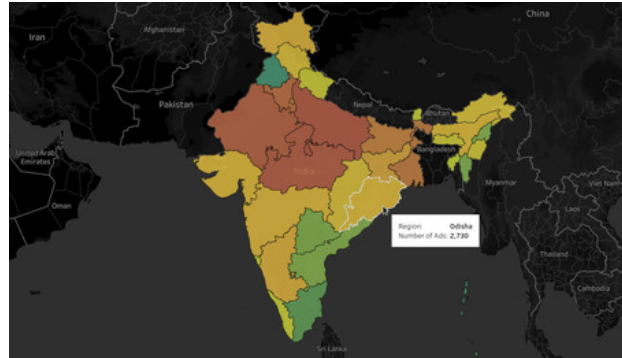 China
Iran
Afghanistan
Pakistan
Nepal
Bhutan
United Arab
Emirates
Bangladesh
India
Oman
Myanmar
Viet Nam
Laos
Region: Odisha
Number of Ads: 2,730
Thailand
Cambodia
Sri Lanka